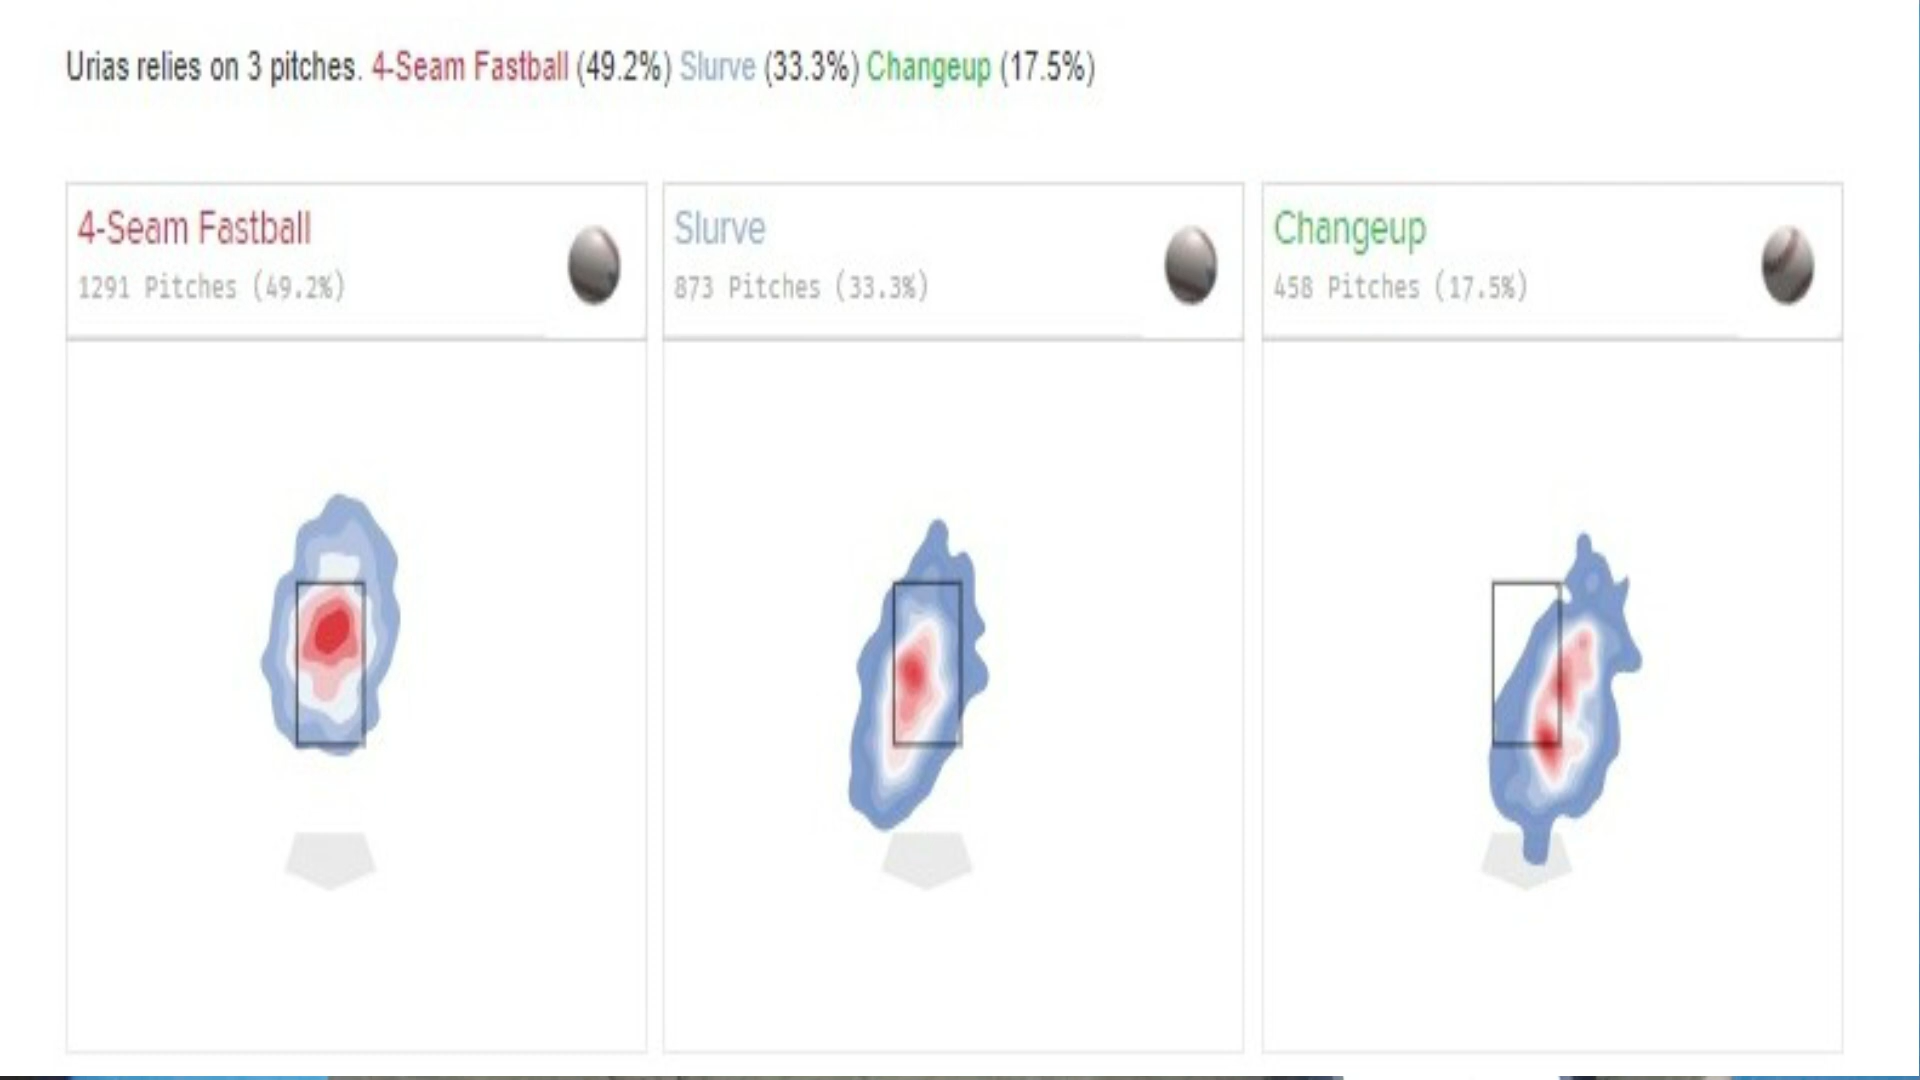 Urias relies on 3 pitches. 4-Seam Fastball (49.2%) Slurve (33.3%) Changeup (17.5%)
4-Seam Fastball
1291 Pitches (49.2%)
Slurve
873 Pitches (33.3%)
Changeup
458 Pitches (17.5%)